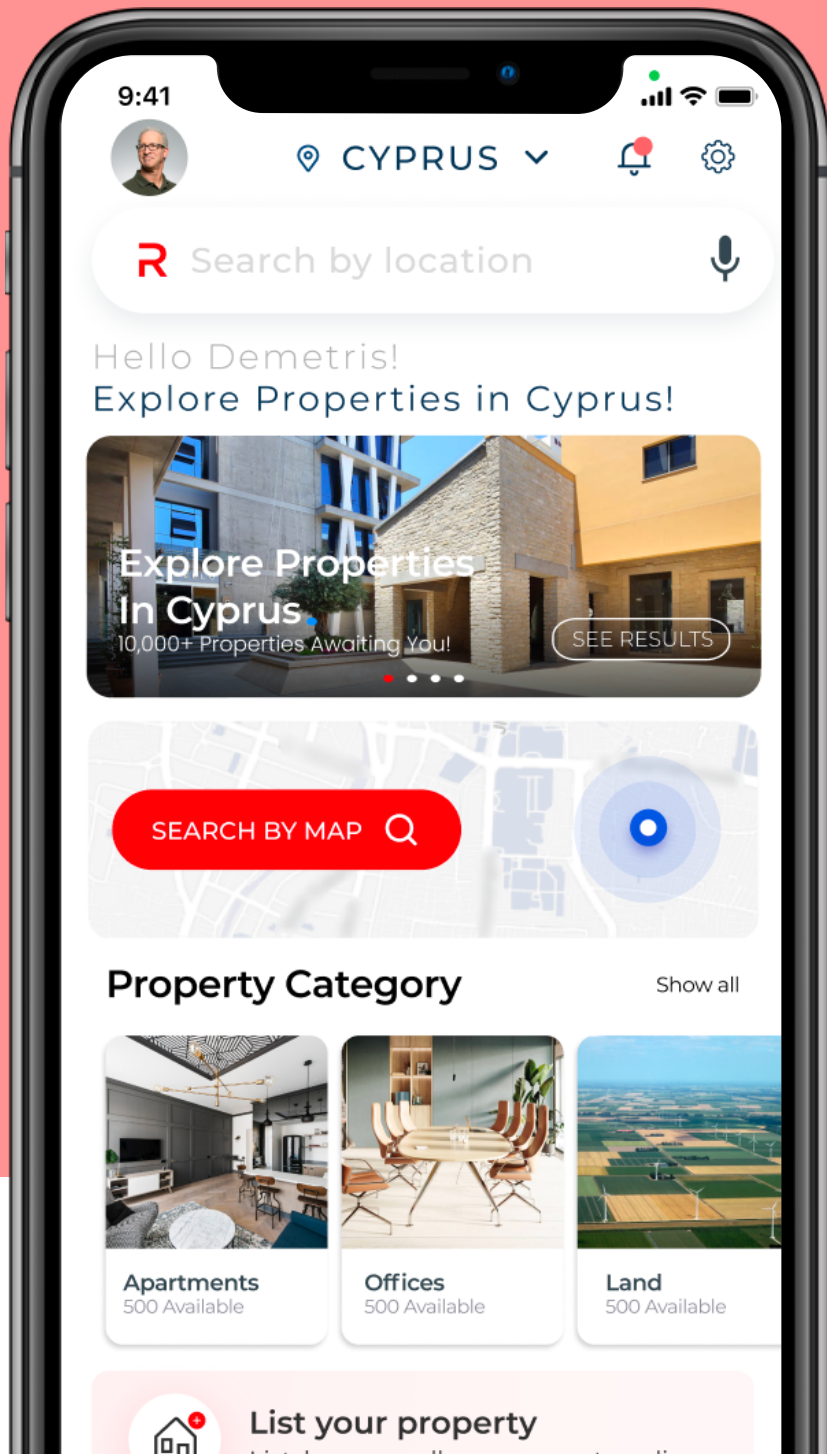 9:41
CYPRUS
R Search by location
Hello Demetris!
Explore Properties in Cyprus!
Explore Properties
In Cyprus.
10,000+ Properties Awaiting You!
SEE RESULTS
SEARCH BY MAP
Property Category
Show all
Apartments
500 Available
Offices
500 Available
Land
500 Available
List your property